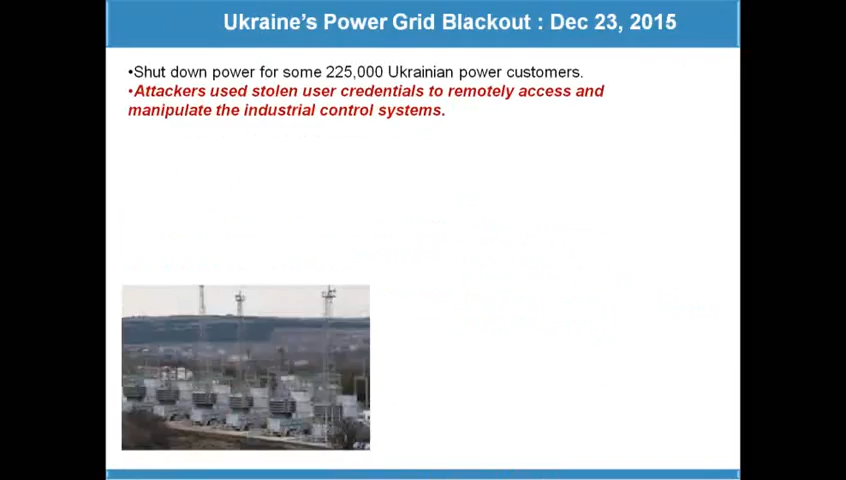 Ukraine's Power Grid Blackout : Dec 23, 2015
•Shut down power for some 225,000 Ukrainian power customers.
•Attackers used stolen user credentials to remotely access and
manipulate the industrial control systems.